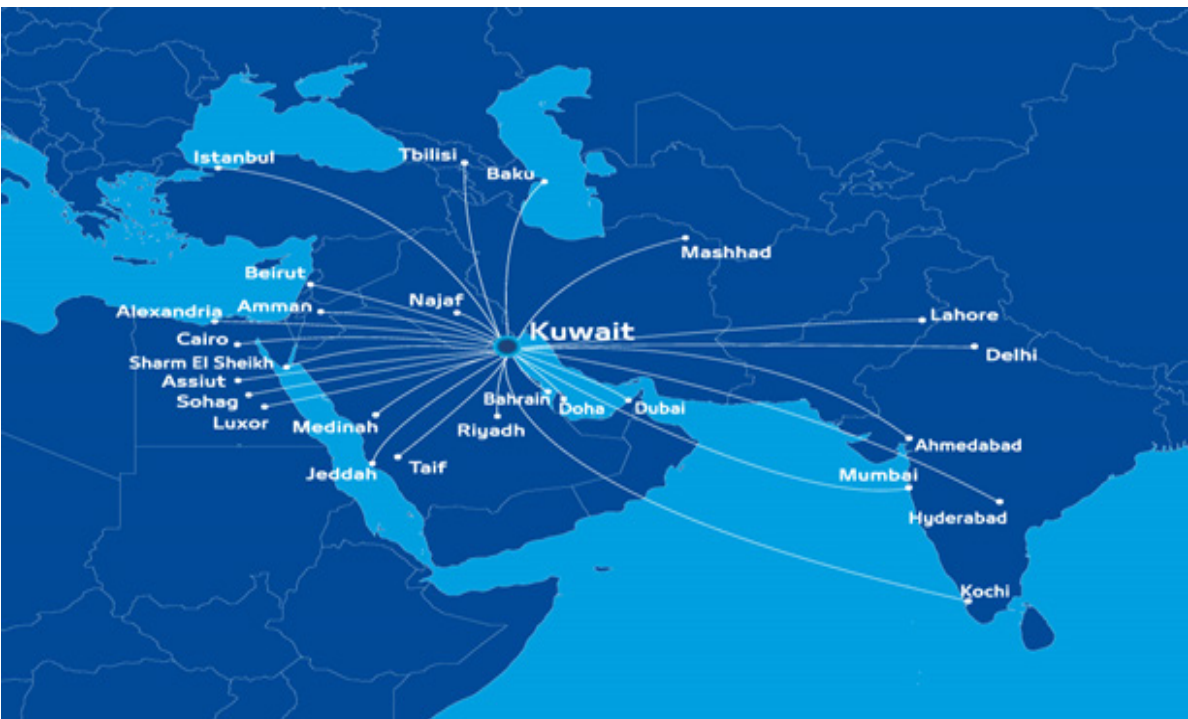 Istanbul
Tbilisi
Baku
Mashhad
Beirut
Najaf
Amman
Alexandria
Lahore
Kuwait
Cairo
Delhi
Sharm El Sheikh
Assiut
Sohag
Bahrain
Doha
Dubai
Luxor
Medinah
Riyadh
Ahmedabad
Taif
Jeddah
Mumbai
Hyderabad
Kochi